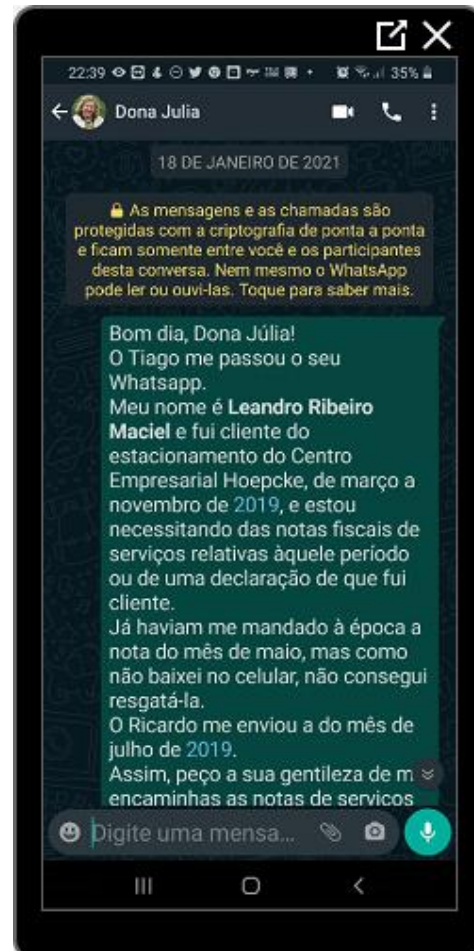 22:39
35%
Dona Julia
18 DE JANEIRO DE 2021
As mensagens e as chamadas são
protegidas com a criptografia de ponta a ponta
e ficam somente entre você e os participantes
desta conversa. Nem mesmo o WhatsApp
pode ler ou ouvi-las. Toque para saber mais.
Bom dia, Dona Júlia!
O Tiago me passou o seu
Whatsapp.
Meu nome é Leandro Ribeiro
Maciel e fui cliente do
estacionamento do Centro
Empresarial Hoepcke, de março a
novembro de 2019, e estou
necessitando das notas fiscais de
serviços relativas àquele período
ou de uma declaração de que fui
cliente.
Já haviam me mandado à época a
nota do mês de maio, mas como
não baixei no celular, não consegui
resgatá-la.
O Ricardo me enviou a do mês de
julho de 2019.
Assim, peço a sua gentileza de m
encaminhas as notas de serviços
Digite uma mensa...